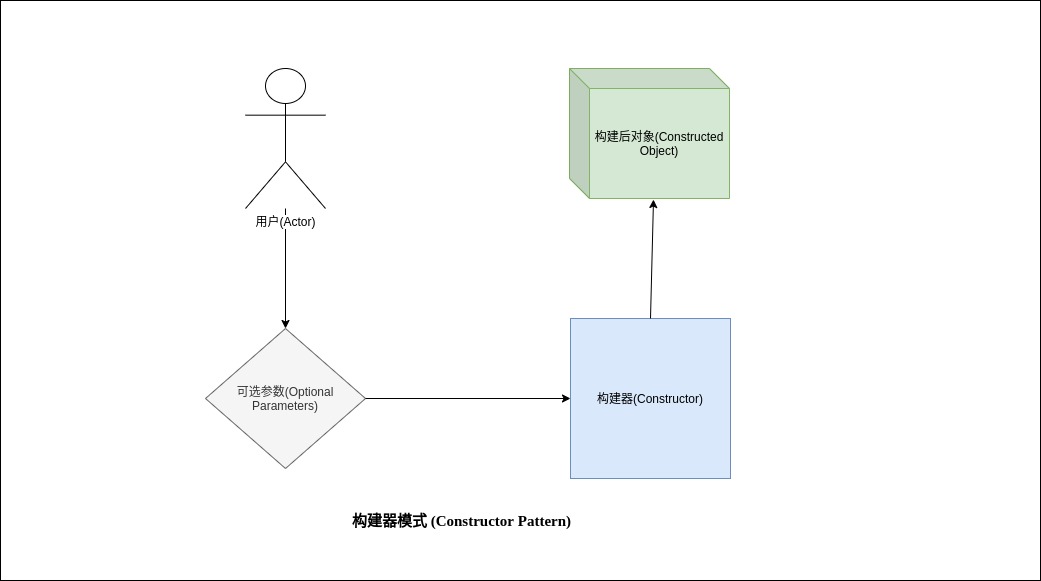 构建后对象(Constructed
Object)
用户(Actor)
可选参数(Optional
Parameters)
构建器(Constructor)
构建器模式 (Constructor Pattern)